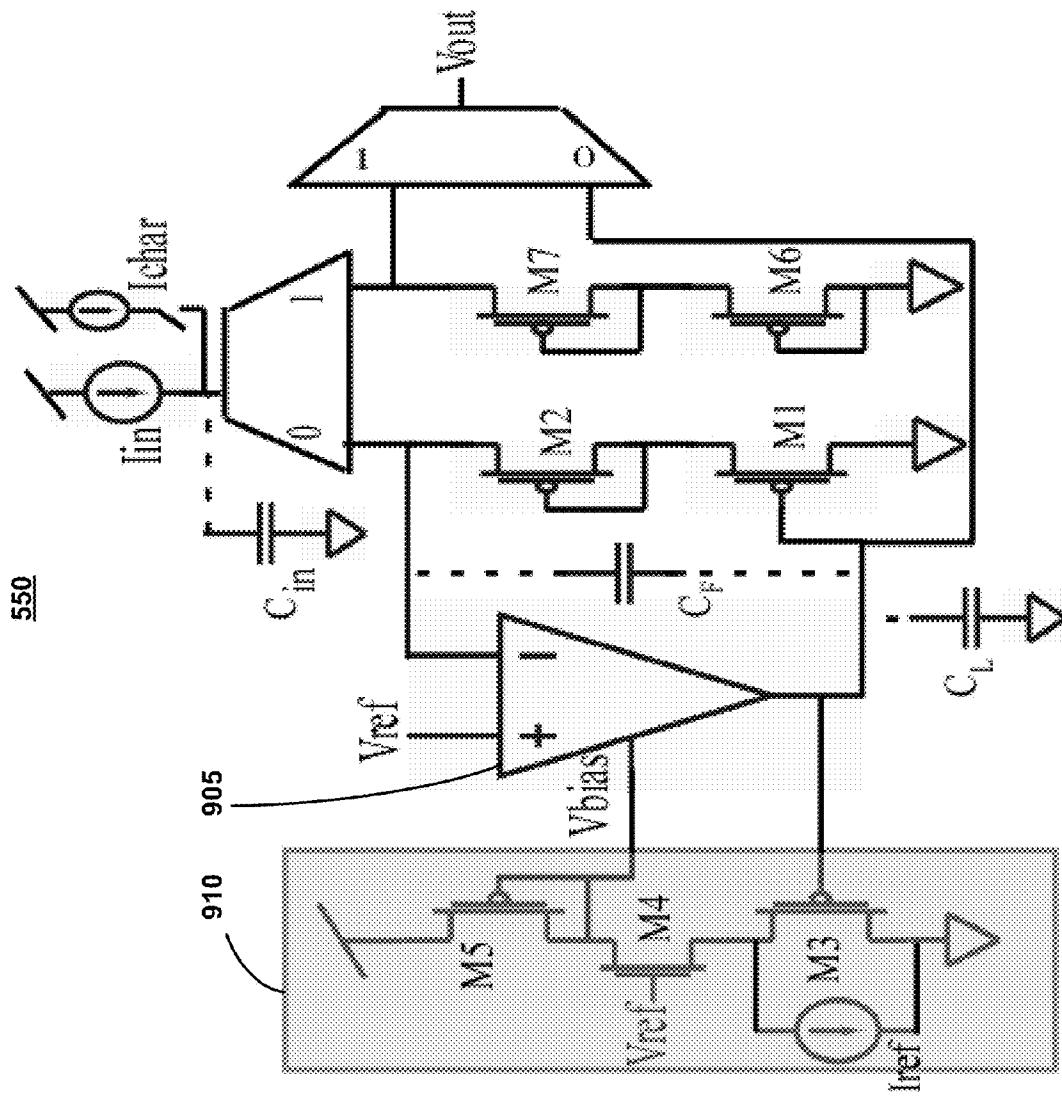 550
Iin
Ichar
C'in
0
1
1
0
Vout
M2
M7
M1
M6
CF
CL
Vref
+
−
905
Vbias
910
M5
M4
Vref
M3
Iref